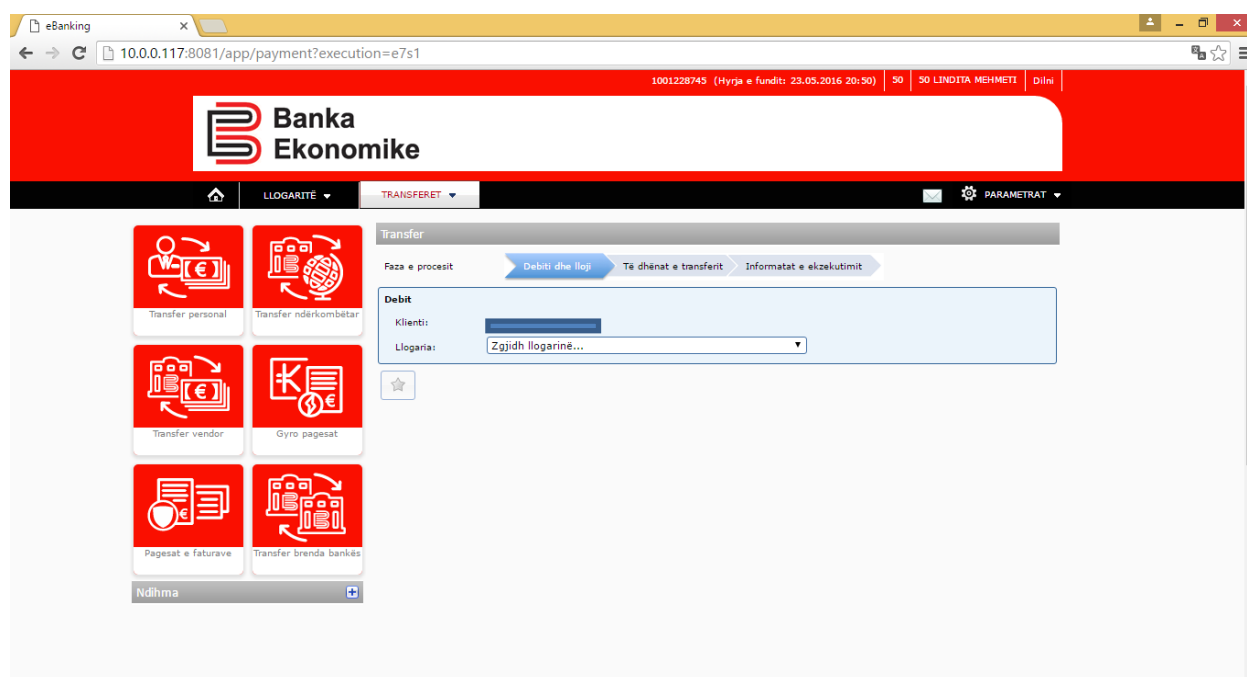 eBanking
10.0.0.117:8081/app/payment?execution=e7s1
1001228745 (Hyrja e fundit: 23.05.2016 20:50) 50 50 LINDITA MEHMETI Dilni
Banka
Ekonomike
LLOGARITË TRANSFERET PARAMETRAT
Transfer personal
Transfer ndërkombëtar
Transfer vendor
Gyro pagesat
Pagesat e faturave
Transfer brenda bankës
Ndihma
Transfer
Faza e procesit Debiti dhe lloji Të dhënat e transferit Informatat e ekzekutimit
Debit
Klienti:
Llogaria: Zgjidh llogarinë...